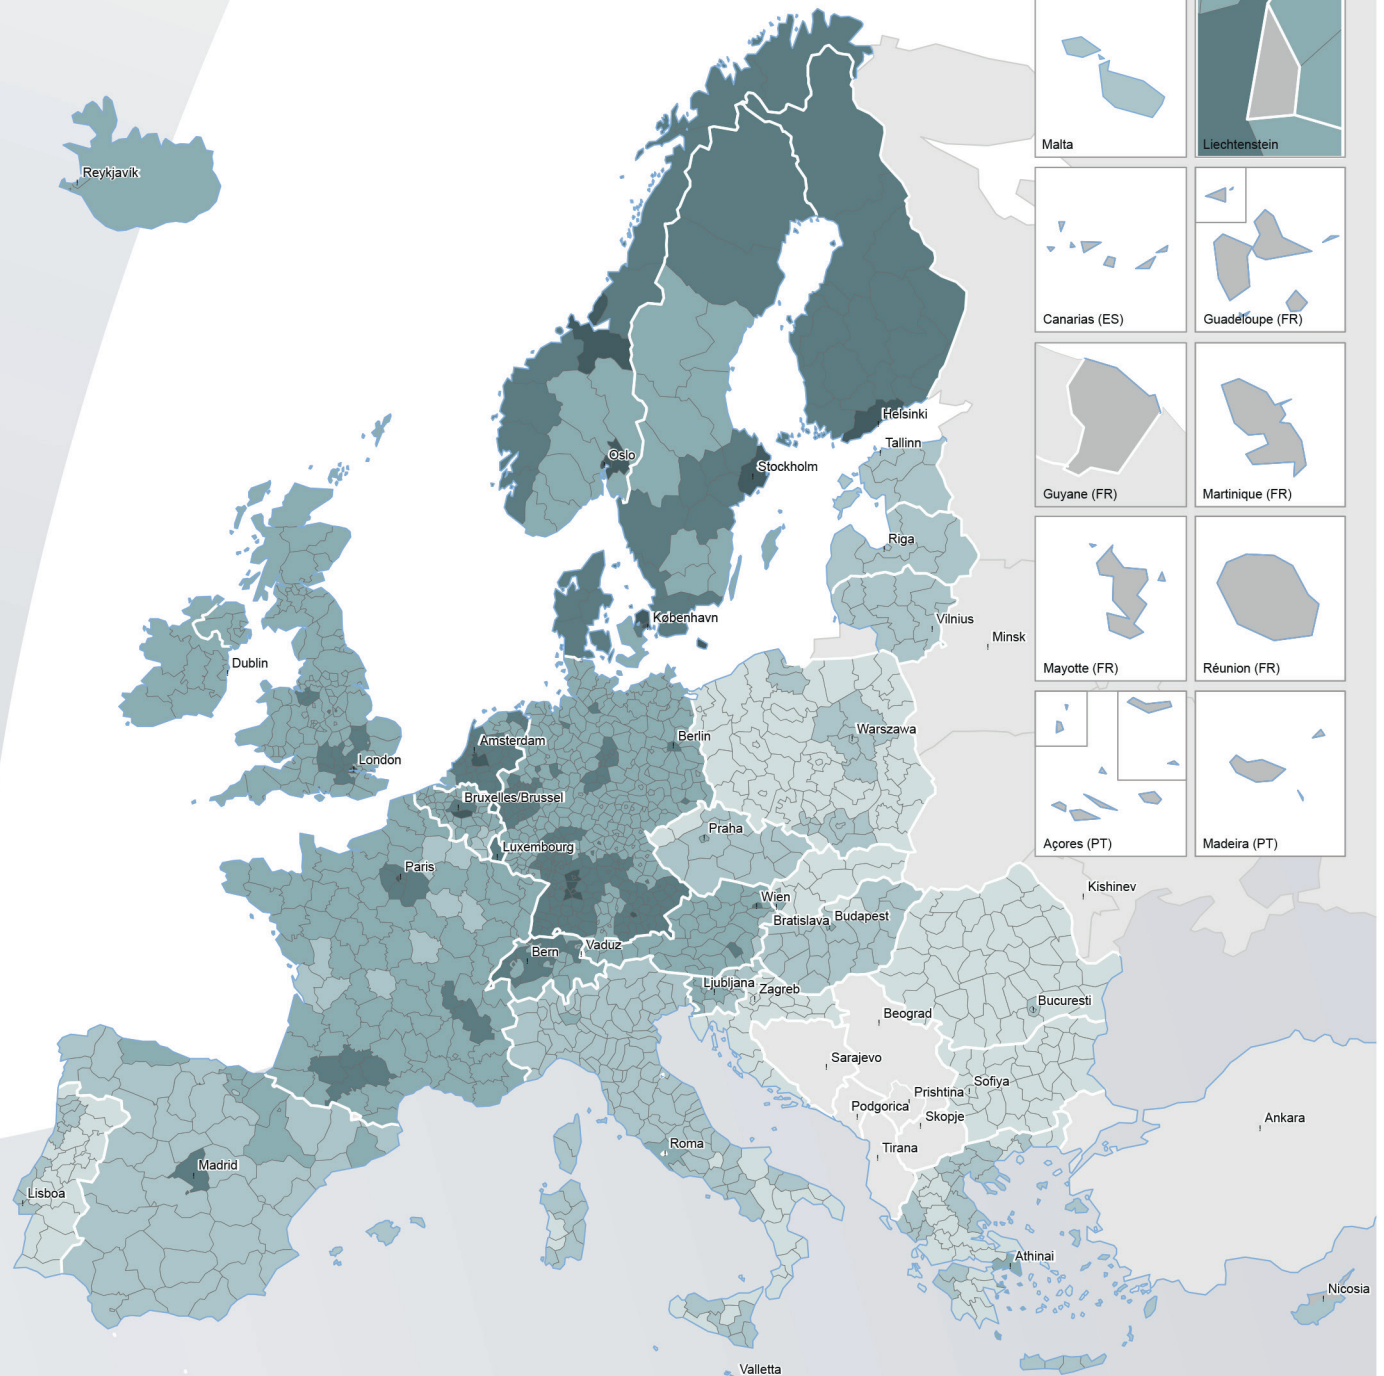 Malta
Liechtenstein
Reykjavík
Canarias (ES)
Guadeloupe (FR)
Helsinki
Tallinn
Oslo
Stockholm
Guyane (FR)
Martinique (FR)
Riga
København
Vilnius
Minsk
Dublin
Mayotte (FR)
Réunion (FR)
Amsterdam
Berlin
Warszawa
London
Bruxelles/Brussel
Praha
Luxembourg
Açores (PT)
Madeira (PT)
Paris
Kishinev
Wien
Bratislava
Budapest
Bern
Vaduz
Ljubljana
Zagreb
Bucuresti
Beograd
Sarajevo
Sofiya
Prishtina
Podgorica
Skopje
Ankara
Roma
Tirana
Madrid
Lisboa
Athinai
Nicosia
Valletta